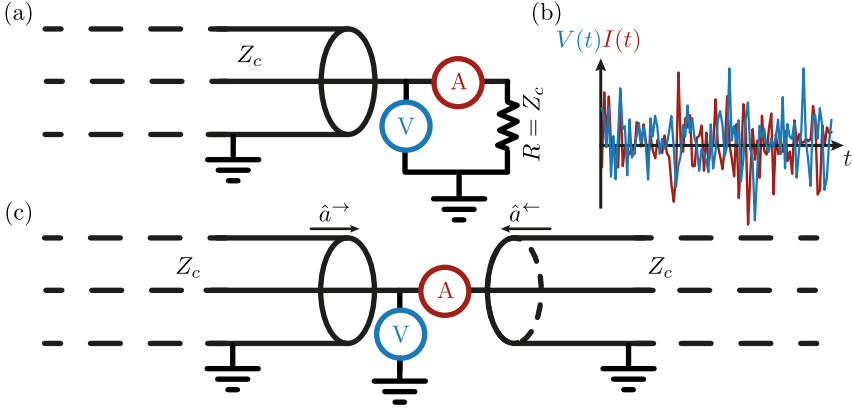 (a)
Z_c
A
V
R = Z_c
(b)
V(t)I(t)
t
(c)
â→
â←
Z_c
Z_c
A
V